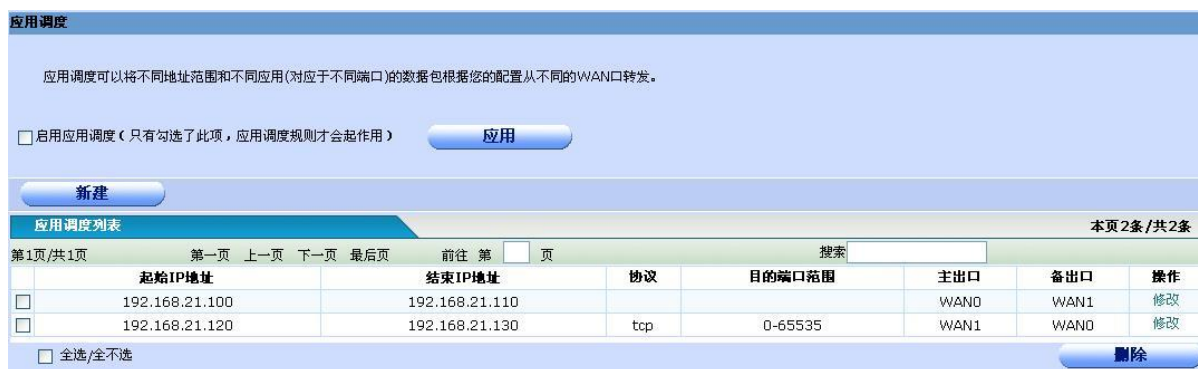 应用调度
应用调度可以将不同地址范围和不同应用(对应于不同端口)的数据包根据您的配置从不同的WAN口转发。
启用应用调度(只有勾选了此项,应用调度规则才会起作用) 应用
新建
应用调度列表 本页2条/共2条
第1页/共1页 第一页 上一页 下一页 最后页 前往 第 页 搜索
起始IP地址 结束IP地址 协议 目的端口范围 主出口 备出口 操作
192.168.21.100 192.168.21.110 WAN0 WAN1 修改
192.168.21.120 192.168.21.130 tcp 0-65535 WAN1 WAN0 修改
全选/全不选 删除